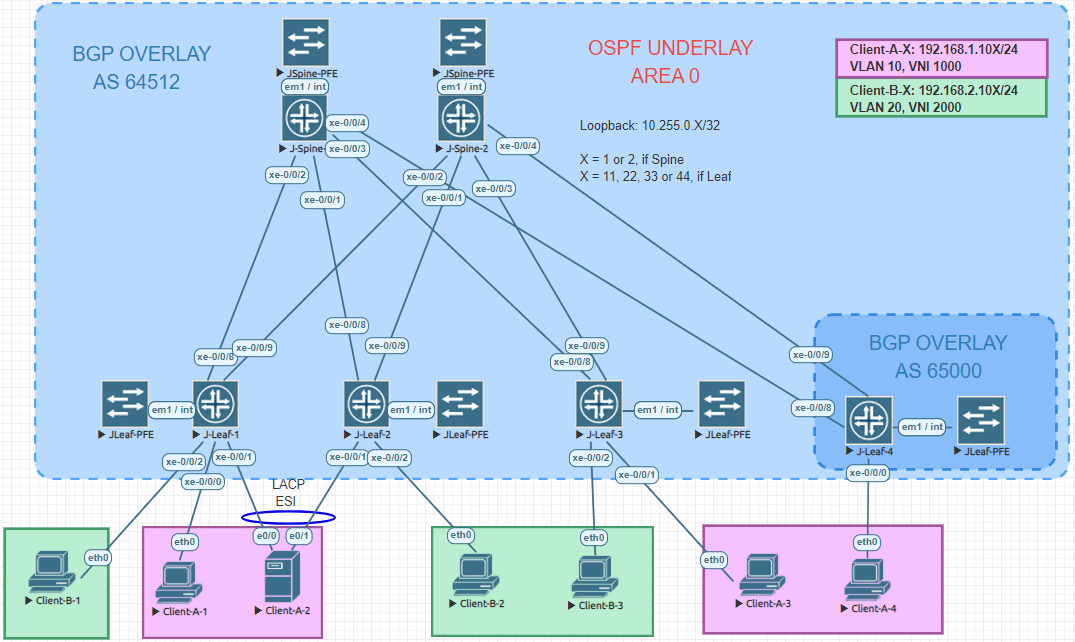 BGP OVERLAY
AS 64512
JSpine-PFE
JSpine-PFE
OSPF UNDERLAY
AREA 0
Client-A-X: 192.168.1.10X/24
VLAN 10, VNI 1000
Client-B-X: 192.168.2.10X/24
VLAN 20, VNI 2000
em1 / int
em1 / int
Loopback: 10.255.0.X/32
X = 1 or 2, if Spine
X = 11, 22, 33 or 44, if Leaf
xe-0/0/4
J-Spine-
xe-0/0/3
J-Spine-2
xe-0/0/4
xe-0/0/2
xe-0/0/1
xe-0/0/2
xe-0/0/1
xe-0/0/3
xe-0/0/8
xe-0/0/9
xe-0/0/8
xe-0/0/9
xe-0/0/9
xe-0/0/8
xe-0/0/9
BGP OVERLAY
AS 65000
em1 / int
em1 / int
em1 / int
xe-0/0/8
em1 / int
JLeaf-PFE
J-Leaf-1
J-Leaf-2
JLeaf-PFE
J-Leaf-3
JLeaf-PFE
J-Leaf-4
JLeaf-PFE
xe-0/0/2
xe-0/0/1
xe-0/0/0
xe-0/0/1
xe-0/0/2
xe-0/0/2
xe-0/0/1
xe-0/0/0
LACP
ESI
eth0
eth0
e0/0
e0/1
eth0
eth0
eth0
eth0
Client-B-1
Client-A-1
Client-A-2
Client-B-2
Client-B-3
Client-A-3
Client-A-4